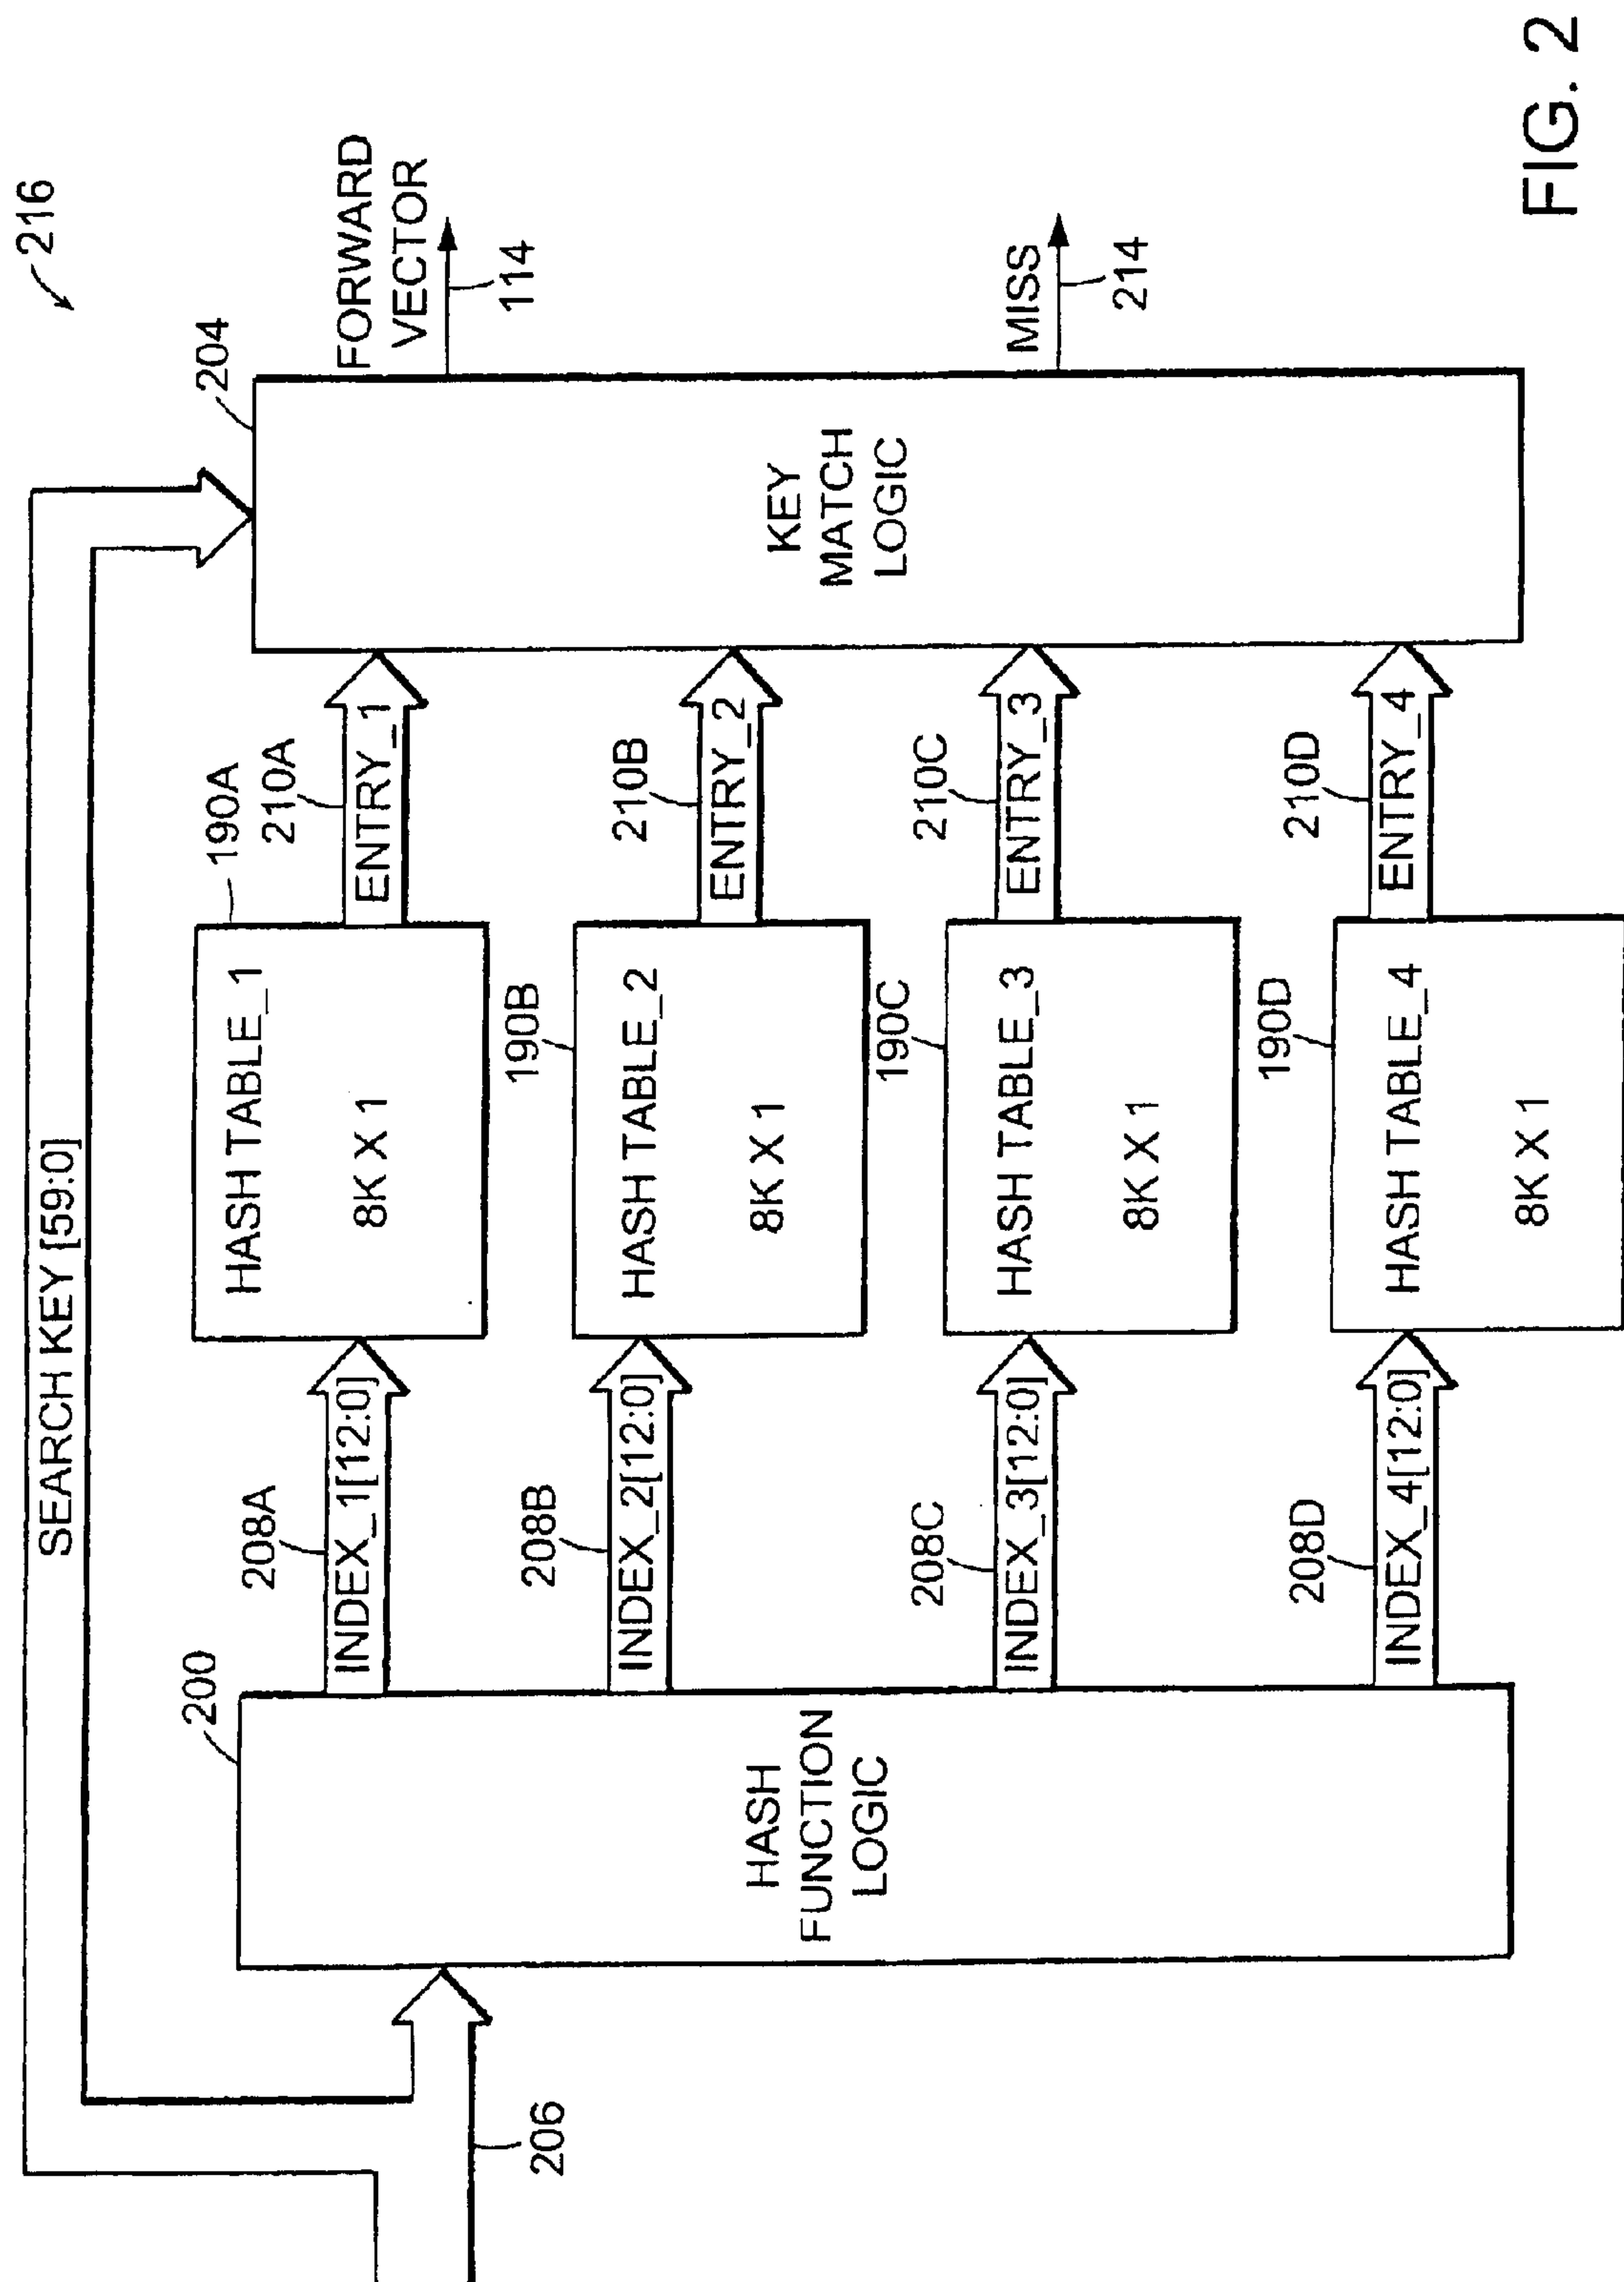 216
SEARCH KEY [59:0]
206
200
HASH
FUNCTION
LOGIC
208A
INDEX_1[12:0]
208B
INDEX_2[12:0]
208C
INDEX_3[12:0]
208D
INDEX_4[12:0]
HASH TABLE_1
8K X 1
190A
190B
HASH TABLE_2
8K X 1
190C
HASH TABLE_3
8K X 1
190D
HASH TABLE_4
8K X 1
210A
ENTRY_1
210B
ENTRY_2
210C
ENTRY_3
210D
ENTRY_4
204
KEY
MATCH
LOGIC
FORWARD
VECTOR
114
MISS
214
FIG. 2